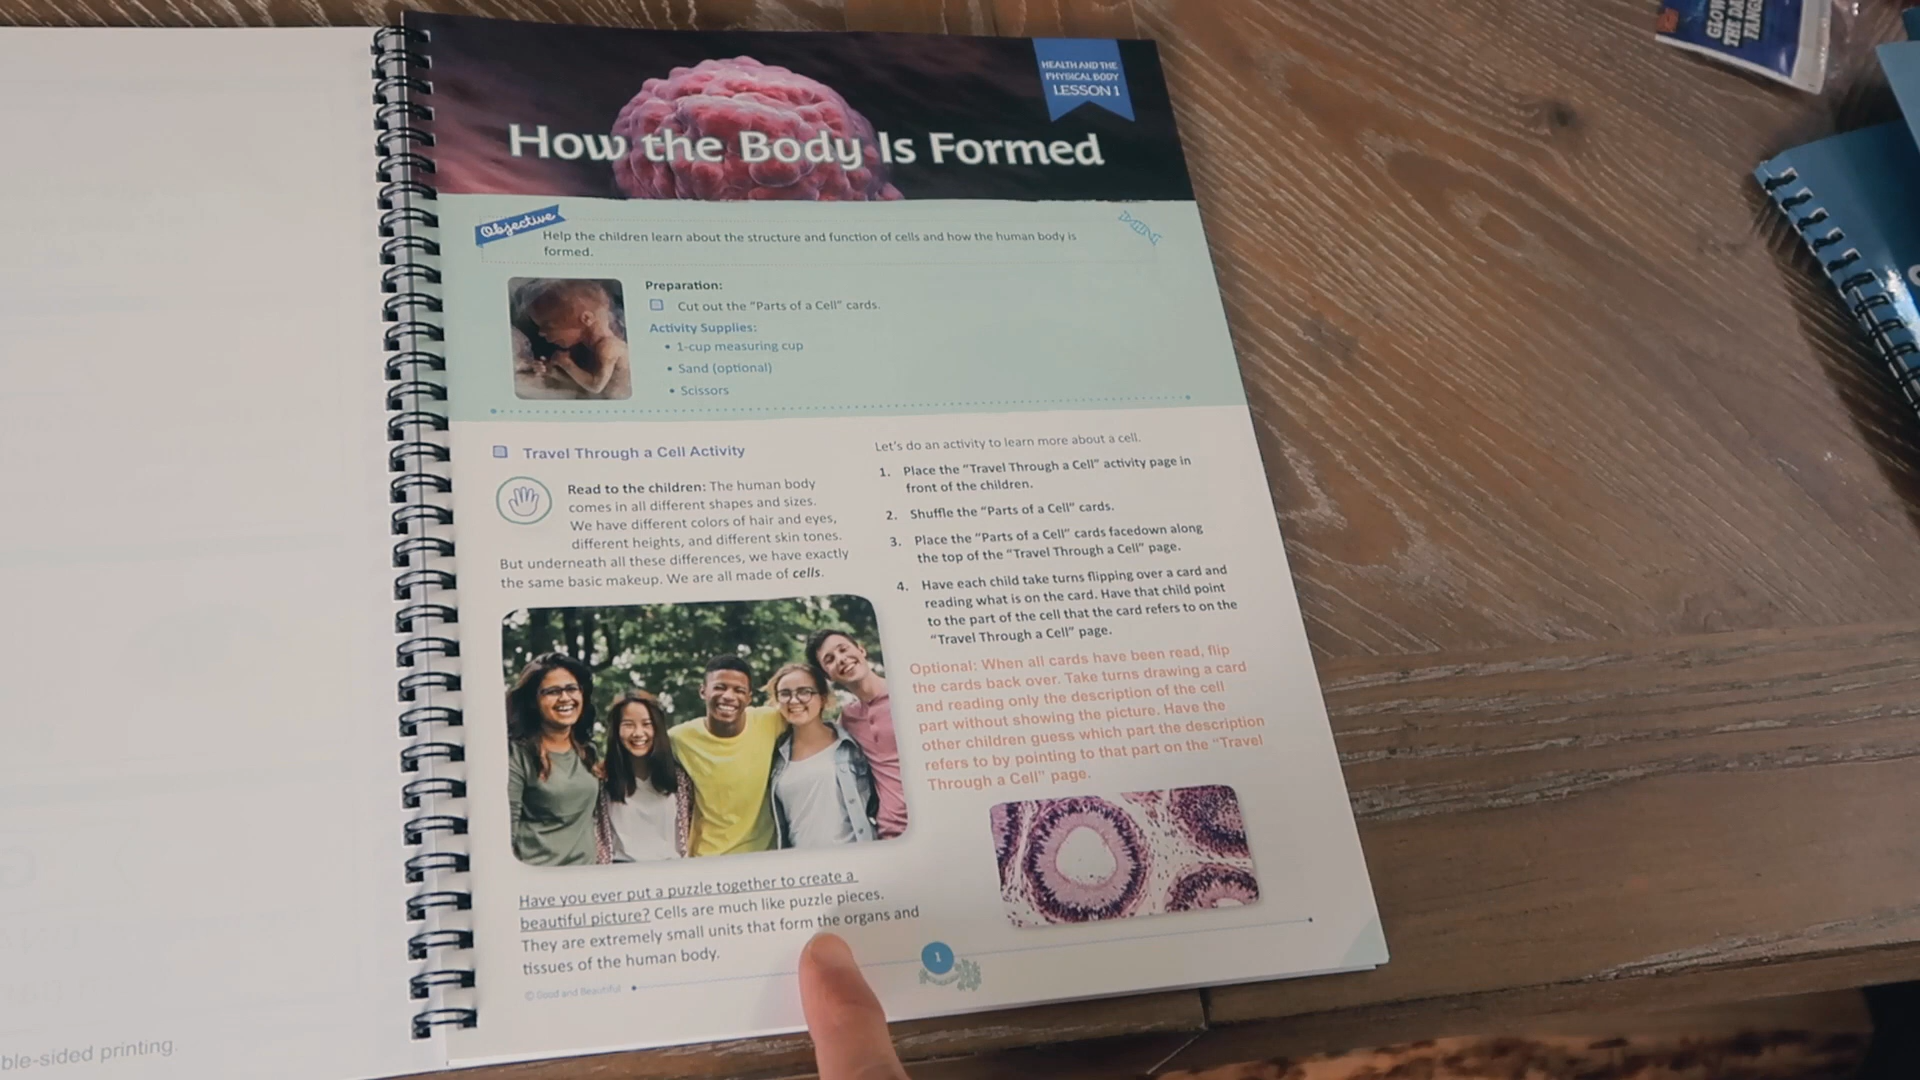 HEALTH AND THE
PHYSICAL BODY
LESSON 1
How the Body Is Formed
Objective
Help the children learn about the structure and function of cells and how the human body is
formed.
Preparation:
Cut out the "Parts of a Cell" cards.
Activity Supplies:
• 1-cup measuring cup
• Sand (optional)
• Scissors
Travel Through a Cell Activity
Read to the children: The human body
comes in all different shapes and sizes.
We have different colors of hair and eyes,
different heights, and different skin tones.
But underneath all these differences, we have exactly
the same basic makeup. We are all made of cells.
Have you ever put a puzzle together to create a
beautiful picture? Cells are much like puzzle pieces.
They are extremely small units that form the organs and
tissues of the human body.
Let's do an activity to learn more about a cell.
1. Place the "Travel Through a Cell" activity page in
front of the children.
2. Shuffle the "Parts of a Cell" cards.
3. Place the "Parts of a Cell" cards facedown along
the top of the "Travel Through a Cell" page.
4. Have each child take turns flipping over a card and
reading what is on the card. Have that child point
to the part of the cell that the card refers to on the
"Travel Through a Cell" page.
Optional: When all cards have been read, flip
the cards back over. Take turns drawing a card
and reading only the description of the cell
part without showing the picture. Have the
other children guess which part the description
refers to by pointing to that part on the "Travel
Through a Cell" page.
© Good and Beautiful
1
ble-sided printing.
GLOW